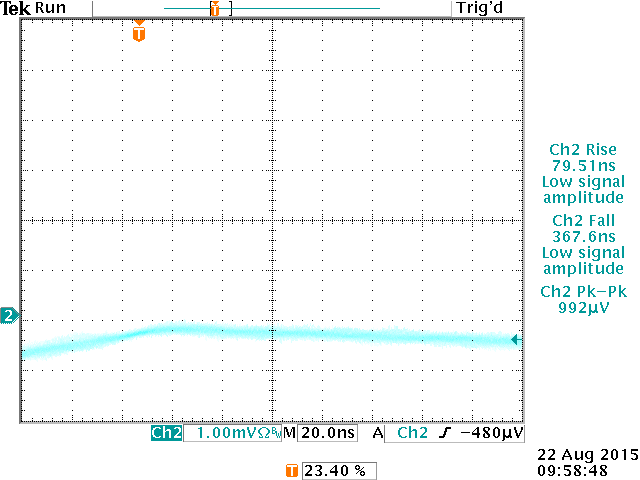 Tek Run Trig'd
T
T
Ch2 Rise
79.51ns
Low signal
amplitude
Ch2 Fall
367.6ns
Low signal
amplitude
Ch2 Pk-Pk
992µV
2
Ch2 1.00mVΩBW M 20.0ns A Ch2 -480µV
T 23.40 %
22 Aug 2015
09:58:48